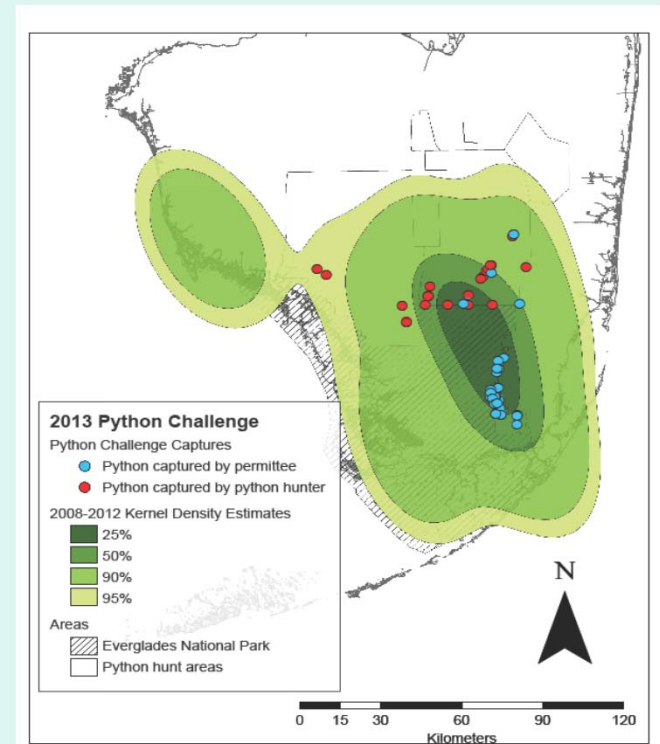 2013 Python Challenge
Python Challenge Captures
Python captured by permittee
Python captured by python hunter
2008-2012 Kernel Density Estimates
25%
50%
90%
95%
Areas
Everglades National Park
Python hunt areas
N
0 15 30 60 90 120
Kilometers